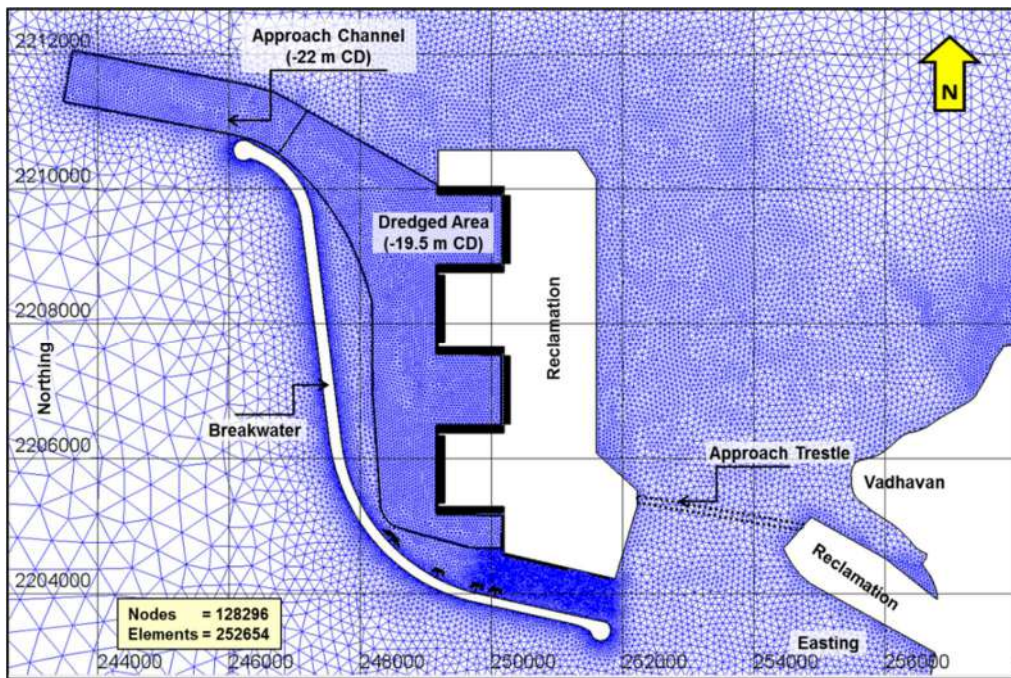 2212000
Approach Channel
(-22 m CD)
N
2210000
Dredged Area
(-19.5 m CD)
Reclamation
2208000
Northing
Breakwater
2206000
Approach Trestle
Vadhavan
Reclamation
2204000
Nodes = 128296
Elements = 252654
Easting
244000 246000 248000 250000 262000 254000 256000